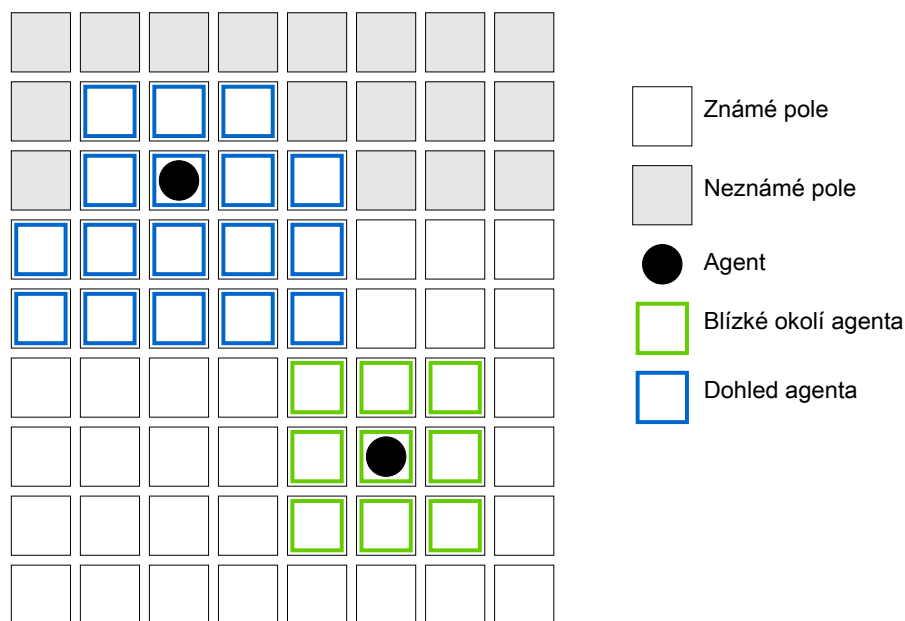 Známé pole
Neznámé pole
Agent
Blízké okolí agenta
Dohled agenta